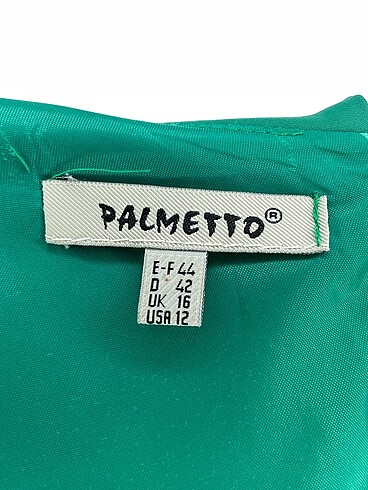 PALMETTO®
E-F 44
D 42
UK 16
USA 12